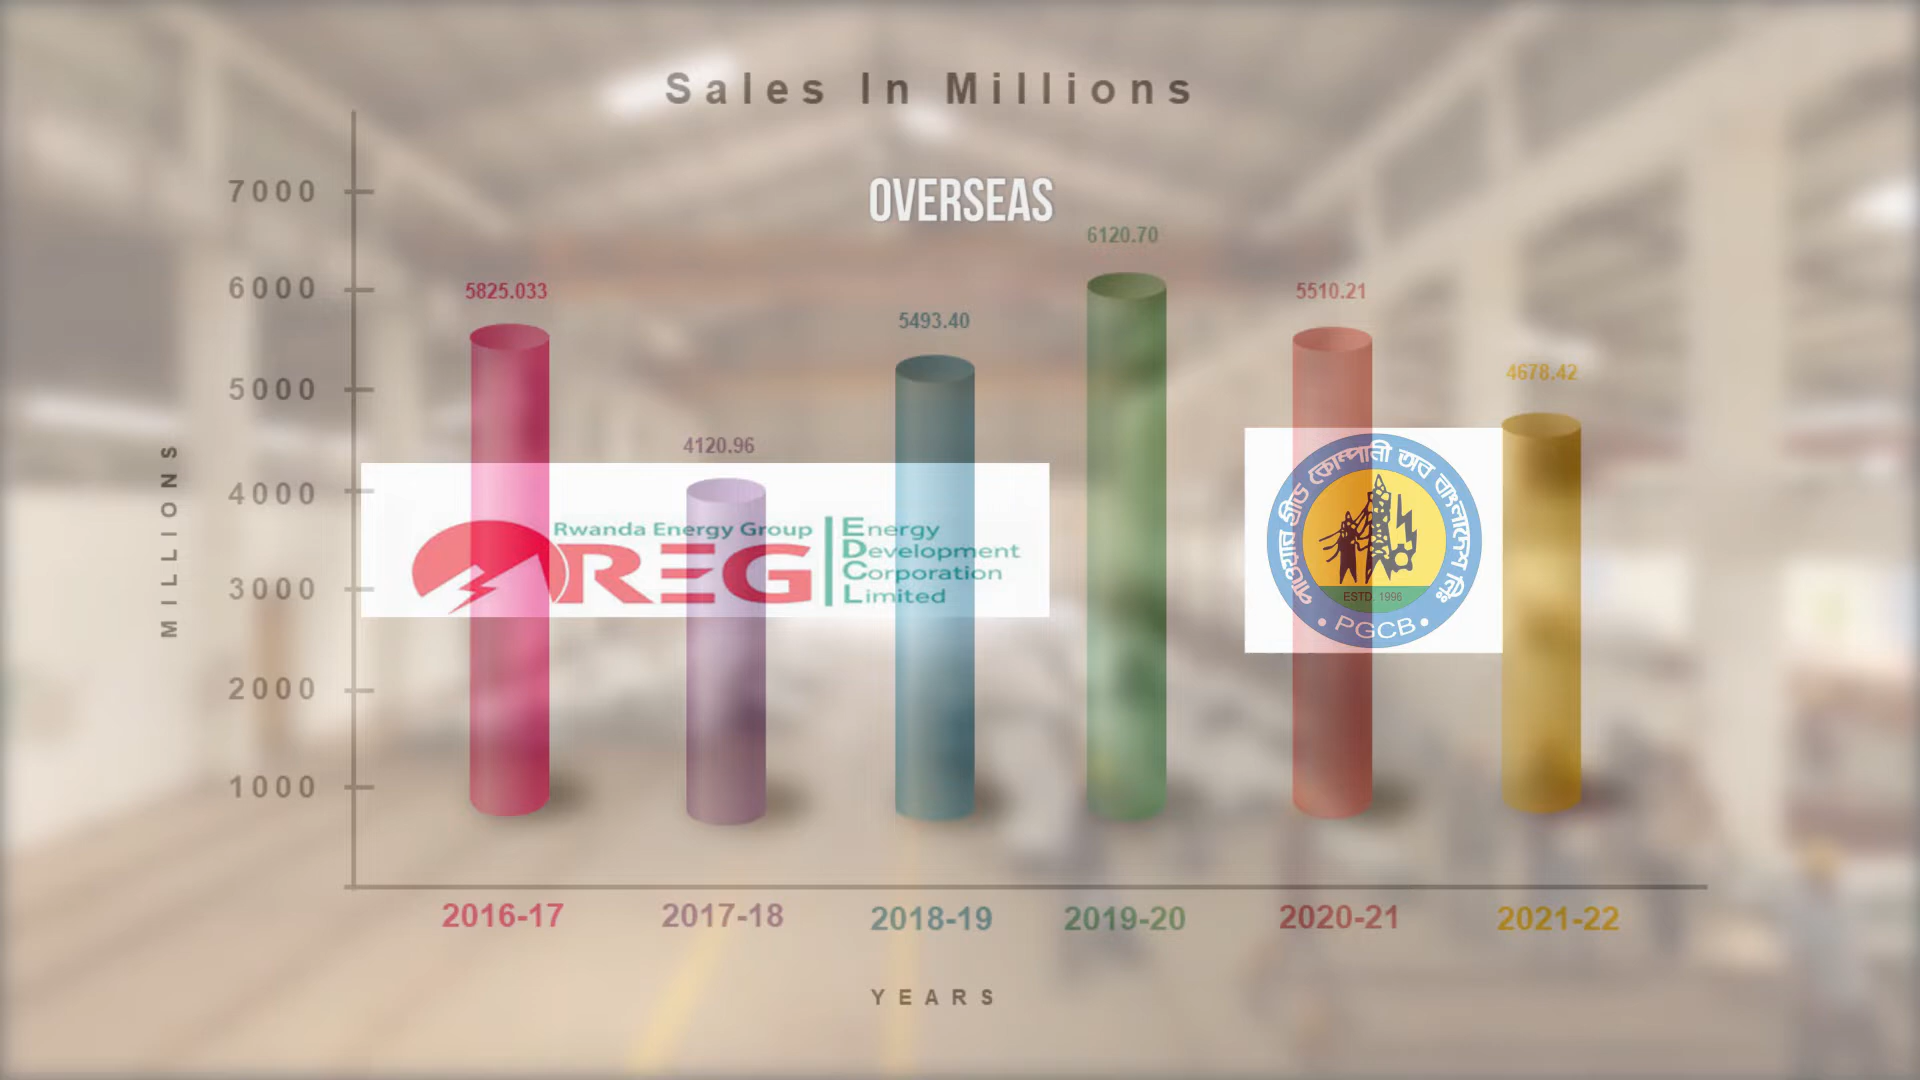 Sales In Millions
OVERSEAS
7000
6000
5000
4000
3000
2000
1000
MILLIONS
5825.033
4120.96
5493.40
6120.70
5510.21
4678.42
Rwanda Energy Group
REG
Energy
Development
Corporation
Limited
পাওয়ার গ্রীড কোম্পানী অব বাংলাদেশ লিঃ
ESTD. 1996
• PGCB •
2016-17
2017-18
2018-19
2019-20
2020-21
2021-22
YEARS